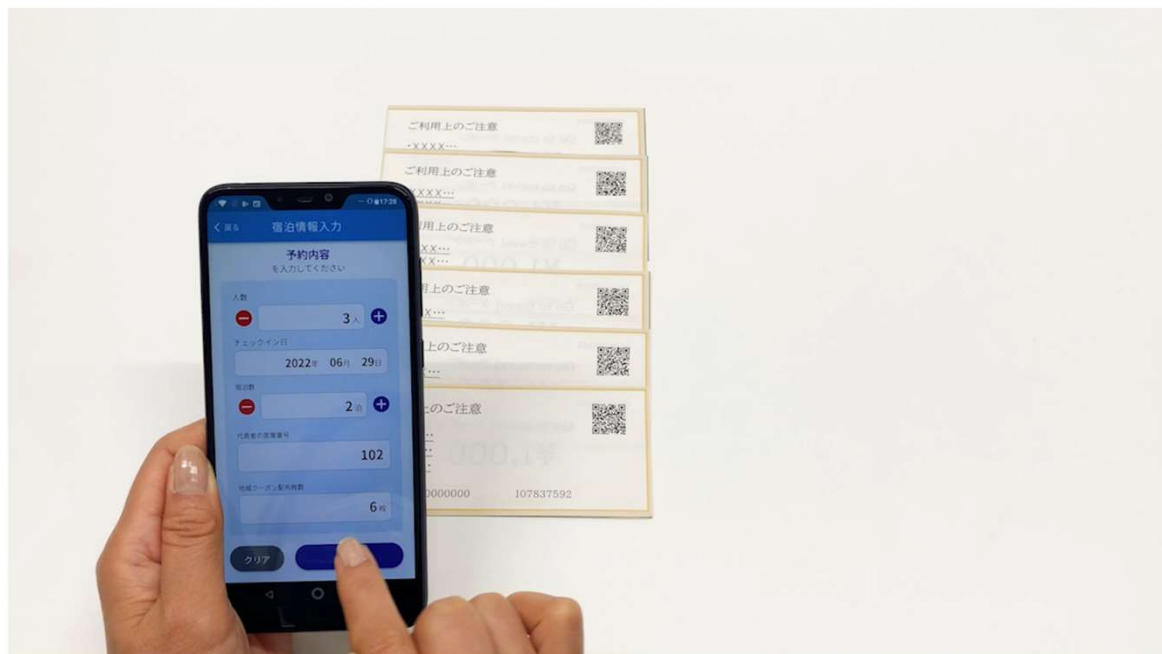 17:28
戻る
宿泊情報入力
予約内容
を入力してください
人数
3人
チェックイン日
2022年 06月 29日
宿泊数
2泊
代表者の部屋番号
102
地域クーポン配布枚数
6枚
クリア
ご利用上のご注意
・XXXX…
ご利用上のご注意
XXXX…
用上のご注意
XX…
XX…
用上のご注意
X…
上のご注意
…
上のご注意
0000000 107837592